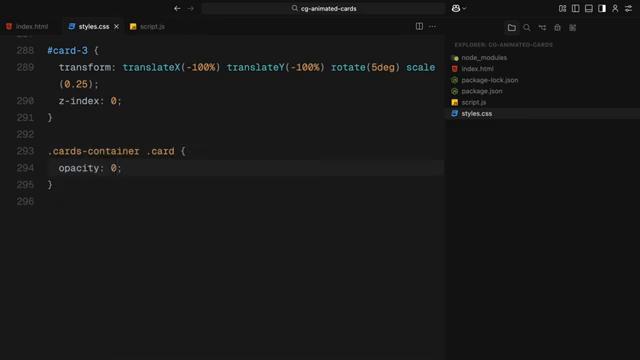 cg-animated-cards
index.html
styles.css
script.js
288 #card-3 {
289 transform: translateX(-100%) translateY(-100%) rotate(5deg) scale
(0.25);
290 z-index: 0;
291 }
292
293 .cards-container .card {
294 opacity: 0;
295 }
296
EXPLORER: CG-ANIMATED-CARDS
node_modules
index.html
package-lock.json
package.json
script.js
styles.css